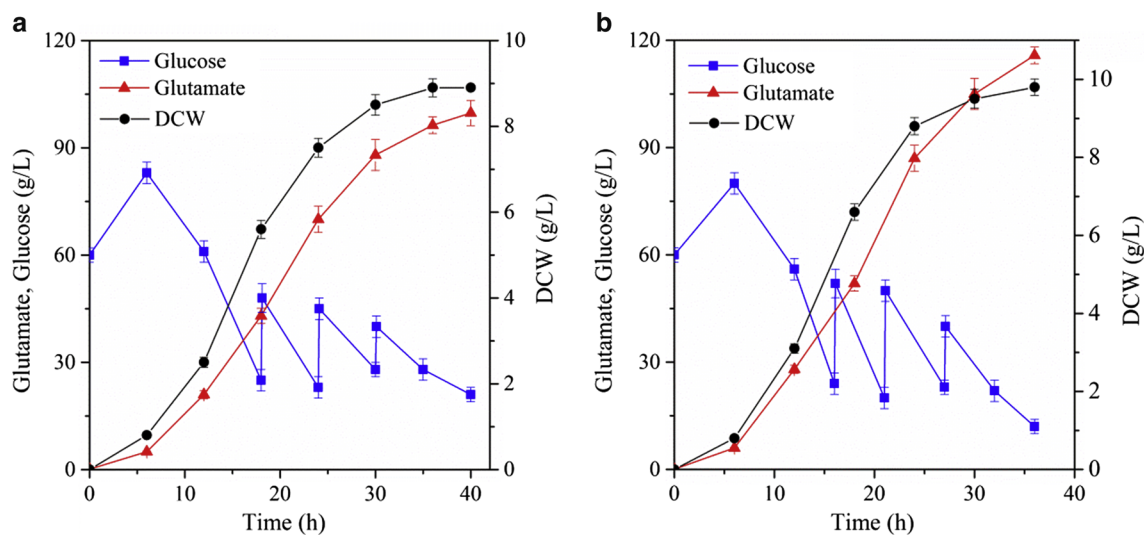 a
120
90
60
30
0
Glutamate, Glucose (g/L)
Glucose
Glutamate
DCW
10
8
6
4
2
0
DCW (g/L)
0 10 20 30 40
Time (h)
b
120
90
60
30
0
Glutamate, Glucose (g/L)
Glucose
Glutamate
DCW
10
8
6
4
2
0
DCW (g/L)
0 10 20 30 40
Time (h)